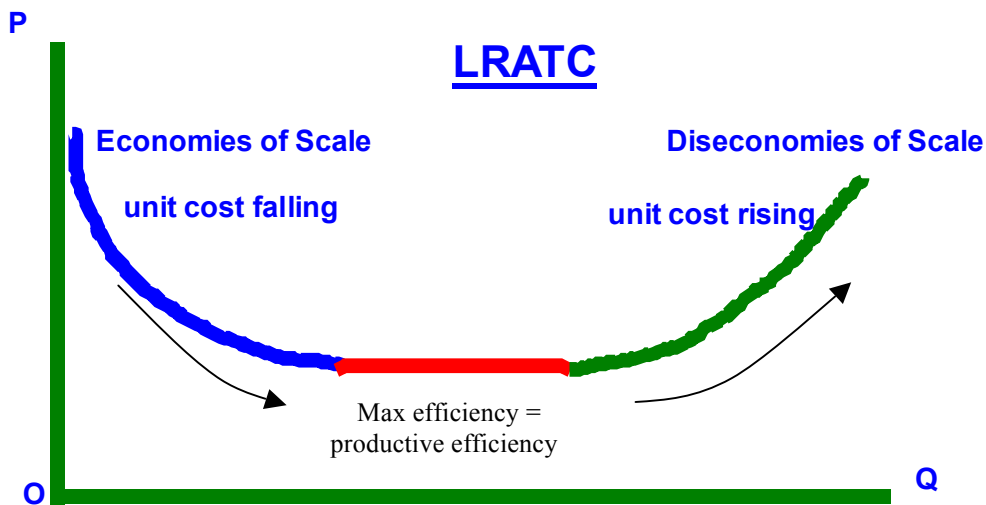 P
LRATC
Economies of Scale
unit cost falling
Diseconomies of Scale
unit cost rising
Max efficiency =
productive efficiency
O
Q